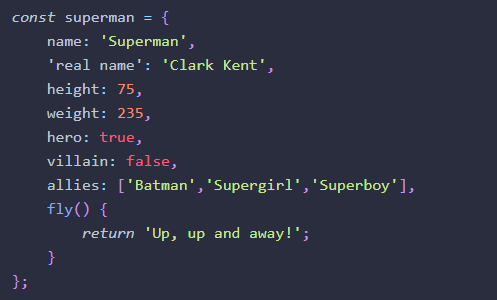 const superman = {
    name: 'Superman',
    'real name': 'Clark Kent',
    height: 75,
    weight: 235,
    hero: true,
    villain: false,
    allies: ['Batman','Supergirl','Superboy'],
    fly() {
        return 'Up, up and away!';
    }
};